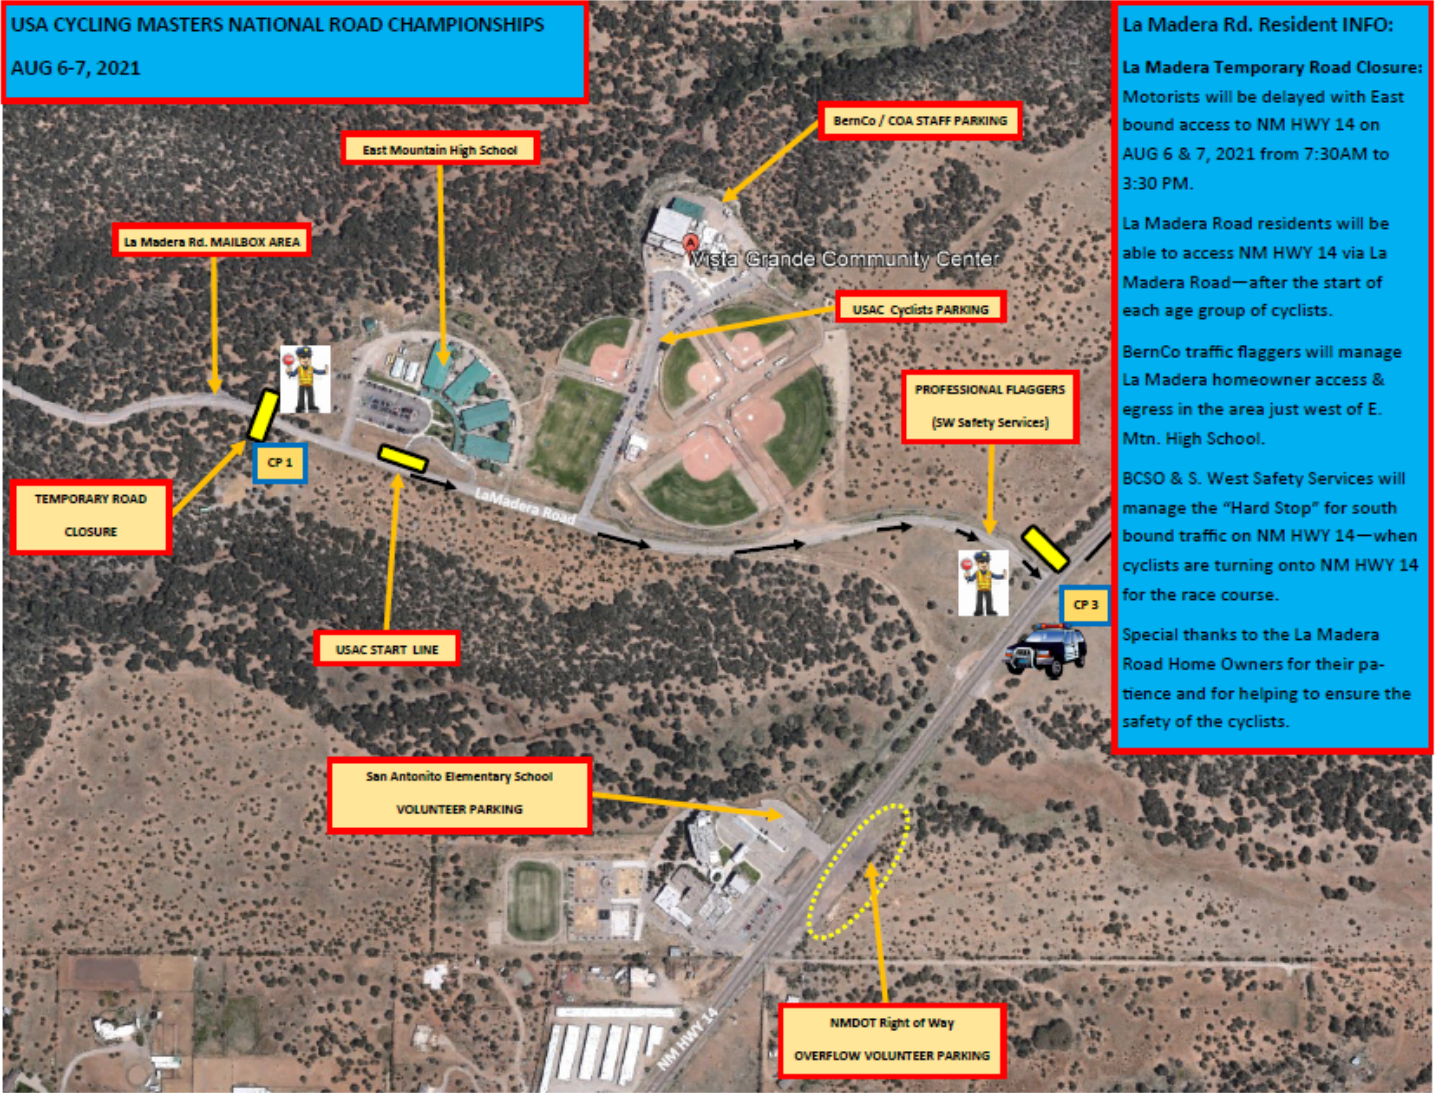 USA CYCLING MASTERS NATIONAL ROAD CHAMPIONSHIPS
AUG 6-7, 2021
La Madera Rd. Resident INFO:
La Madera Temporary Road Closure:
Motorists will be delayed with East
bound access to NM HWY 14 on
AUG 6 & 7, 2021 from 7:30AM to
3:30 PM.
La Madera Road residents will be
able to access NM HWY 14 via La
Madera Road—after the start of
each age group of cyclists.
BernCo traffic flaggers will manage
La Madera homeowner access &
egress in the area just west of E.
Mtn. High School.
BCSO & S. West Safety Services will
manage the “Hard Stop” for south
bound traffic on NM HWY 14—when
cyclists are turning onto NM HWY 14
for the race course.
Special thanks to the La Madera
Road Home Owners for their pa-
tience and for helping to ensure the
safety of the cyclists.
BernCo / COA STAFF PARKING
East Mountain High School
La Madera Rd. MAILBOX AREA
A
Vista Grande Community Center
USAC Cyclists PARKING
PROFESSIONAL FLAGGERS
(SW Safety Services)
CP 1
TEMPORARY ROAD
CLOSURE
LaMadera Road
CP 3
USAC START LINE
San Antonito Elementary School
VOLUNTEER PARKING
NMDOT Right of Way
OVERFLOW VOLUNTEER PARKING
NM HWY 14